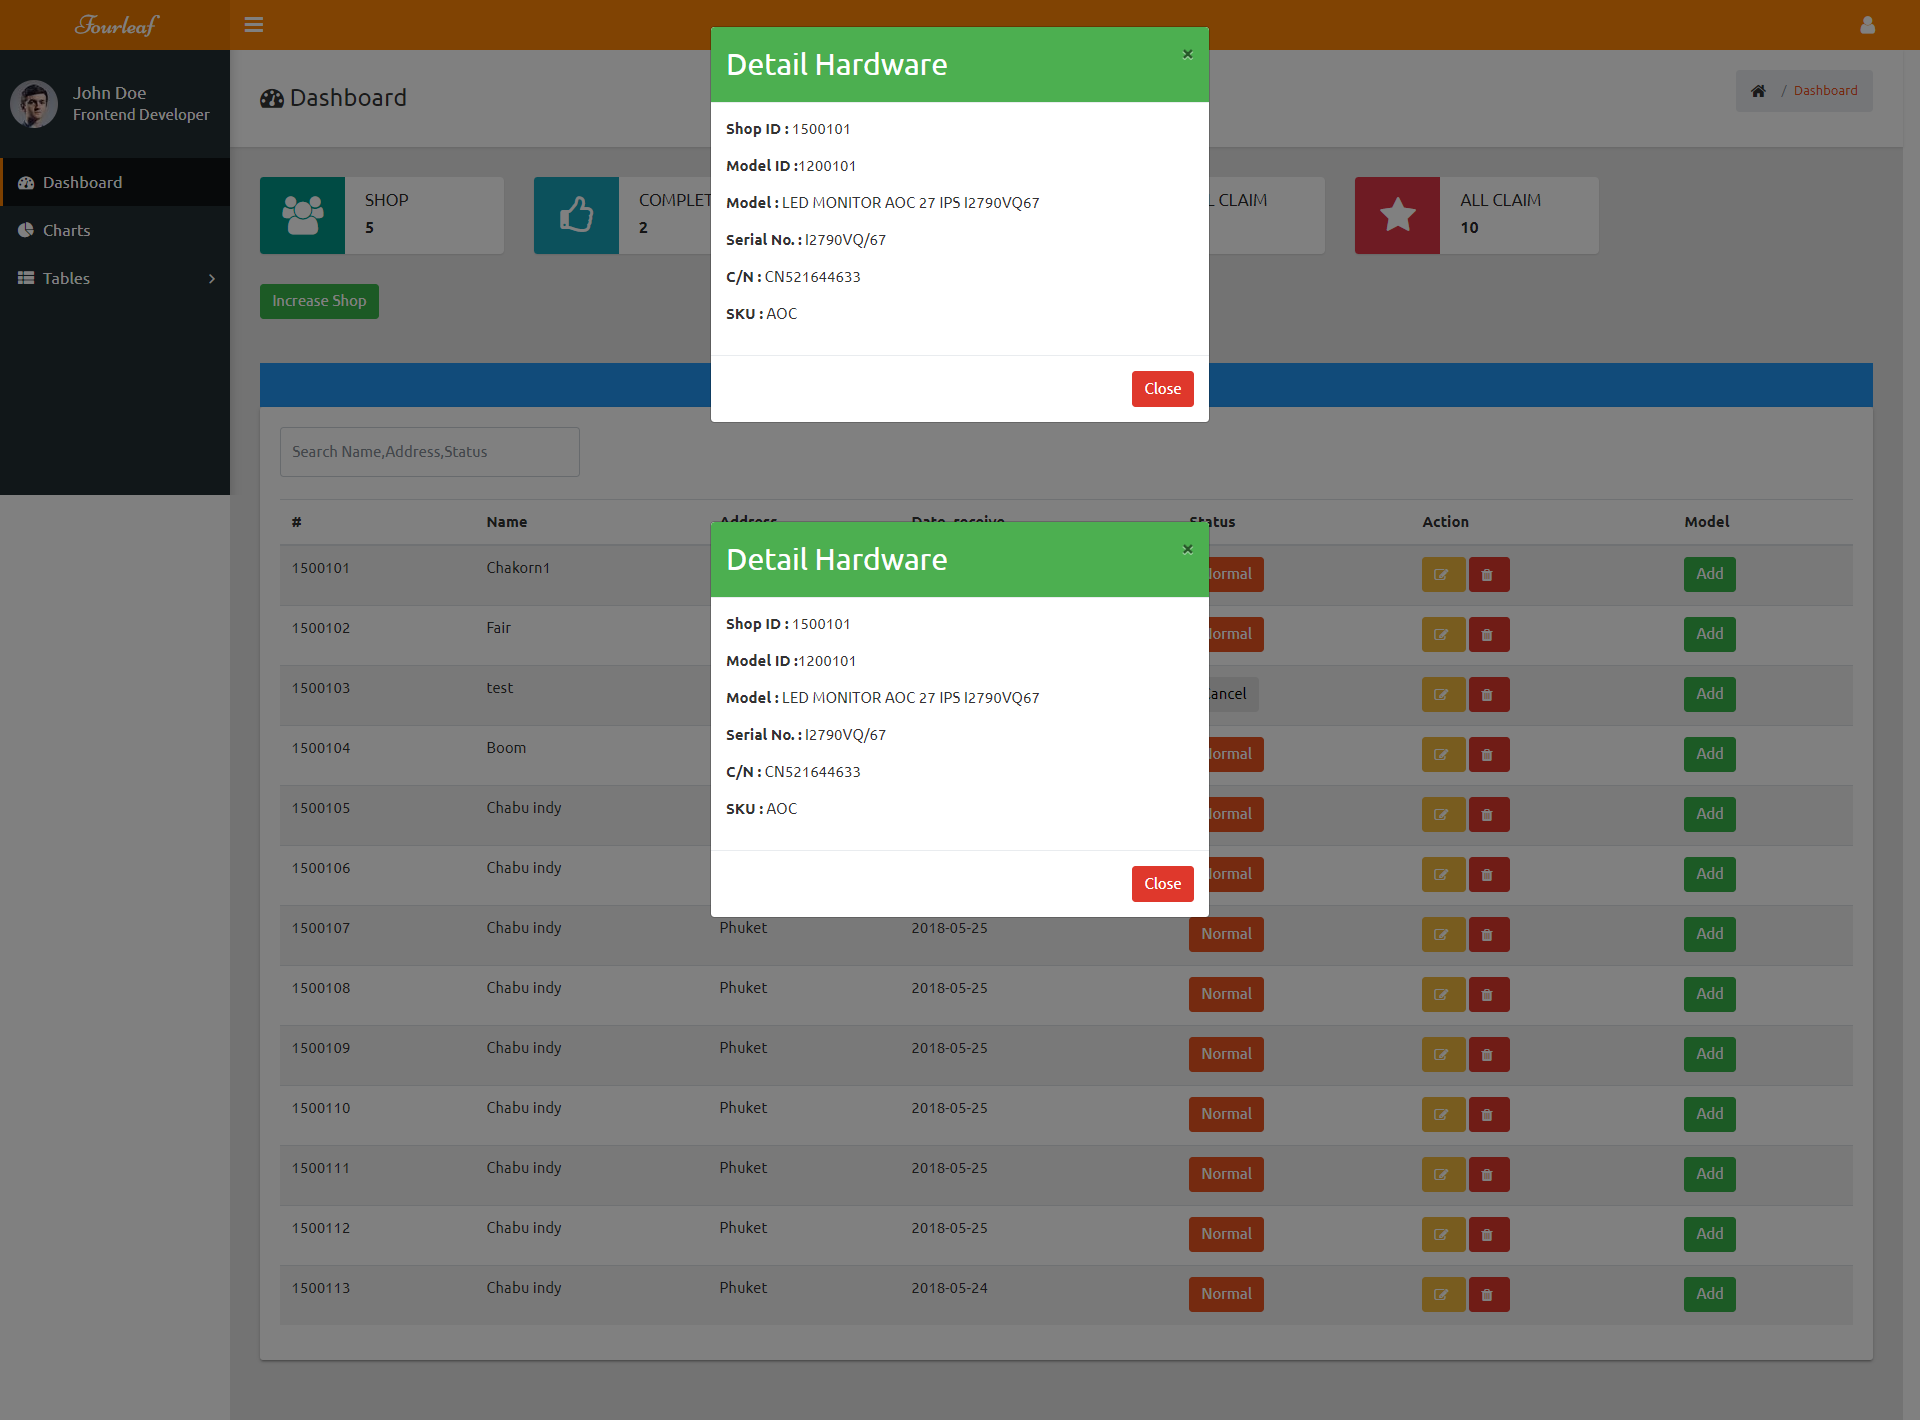 Fourleaf
John Doe
Frontend Developer
Dashboard
Charts
Tables
Dashboard
/ Dashboard
SHOP
5
COMPLET
2
CLAIM
ALL CLAIM
10
Increase Shop
Detail Hardware
×
Shop ID : 1500101
Model ID :1200101
Model : LED MONITOR AOC 27 IPS I2790VQ67
Serial No. : I2790VQ/67
C/N : CN521644633
SKU : AOC
Close
Search Name,Address,Status
# Name Address Date_receive Status Action Model
Detail Hardware
×
Shop ID : 1500101
Model ID :1200101
Model : LED MONITOR AOC 27 IPS I2790VQ67
Serial No. : I2790VQ/67
C/N : CN521644633
SKU : AOC
Close
1500101 Chakorn1 Normal Add
1500102 Fair Normal Add
1500103 test Cancel Add
1500104 Boom Normal Add
1500105 Chabu indy Normal Add
1500106 Chabu indy Normal Add
1500107 Chabu indy Phuket 2018-05-25 Normal Add
1500108 Chabu indy Phuket 2018-05-25 Normal Add
1500109 Chabu indy Phuket 2018-05-25 Normal Add
1500110 Chabu indy Phuket 2018-05-25 Normal Add
1500111 Chabu indy Phuket 2018-05-25 Normal Add
1500112 Chabu indy Phuket 2018-05-25 Normal Add
1500113 Chabu indy Phuket 2018-05-24 Normal Add